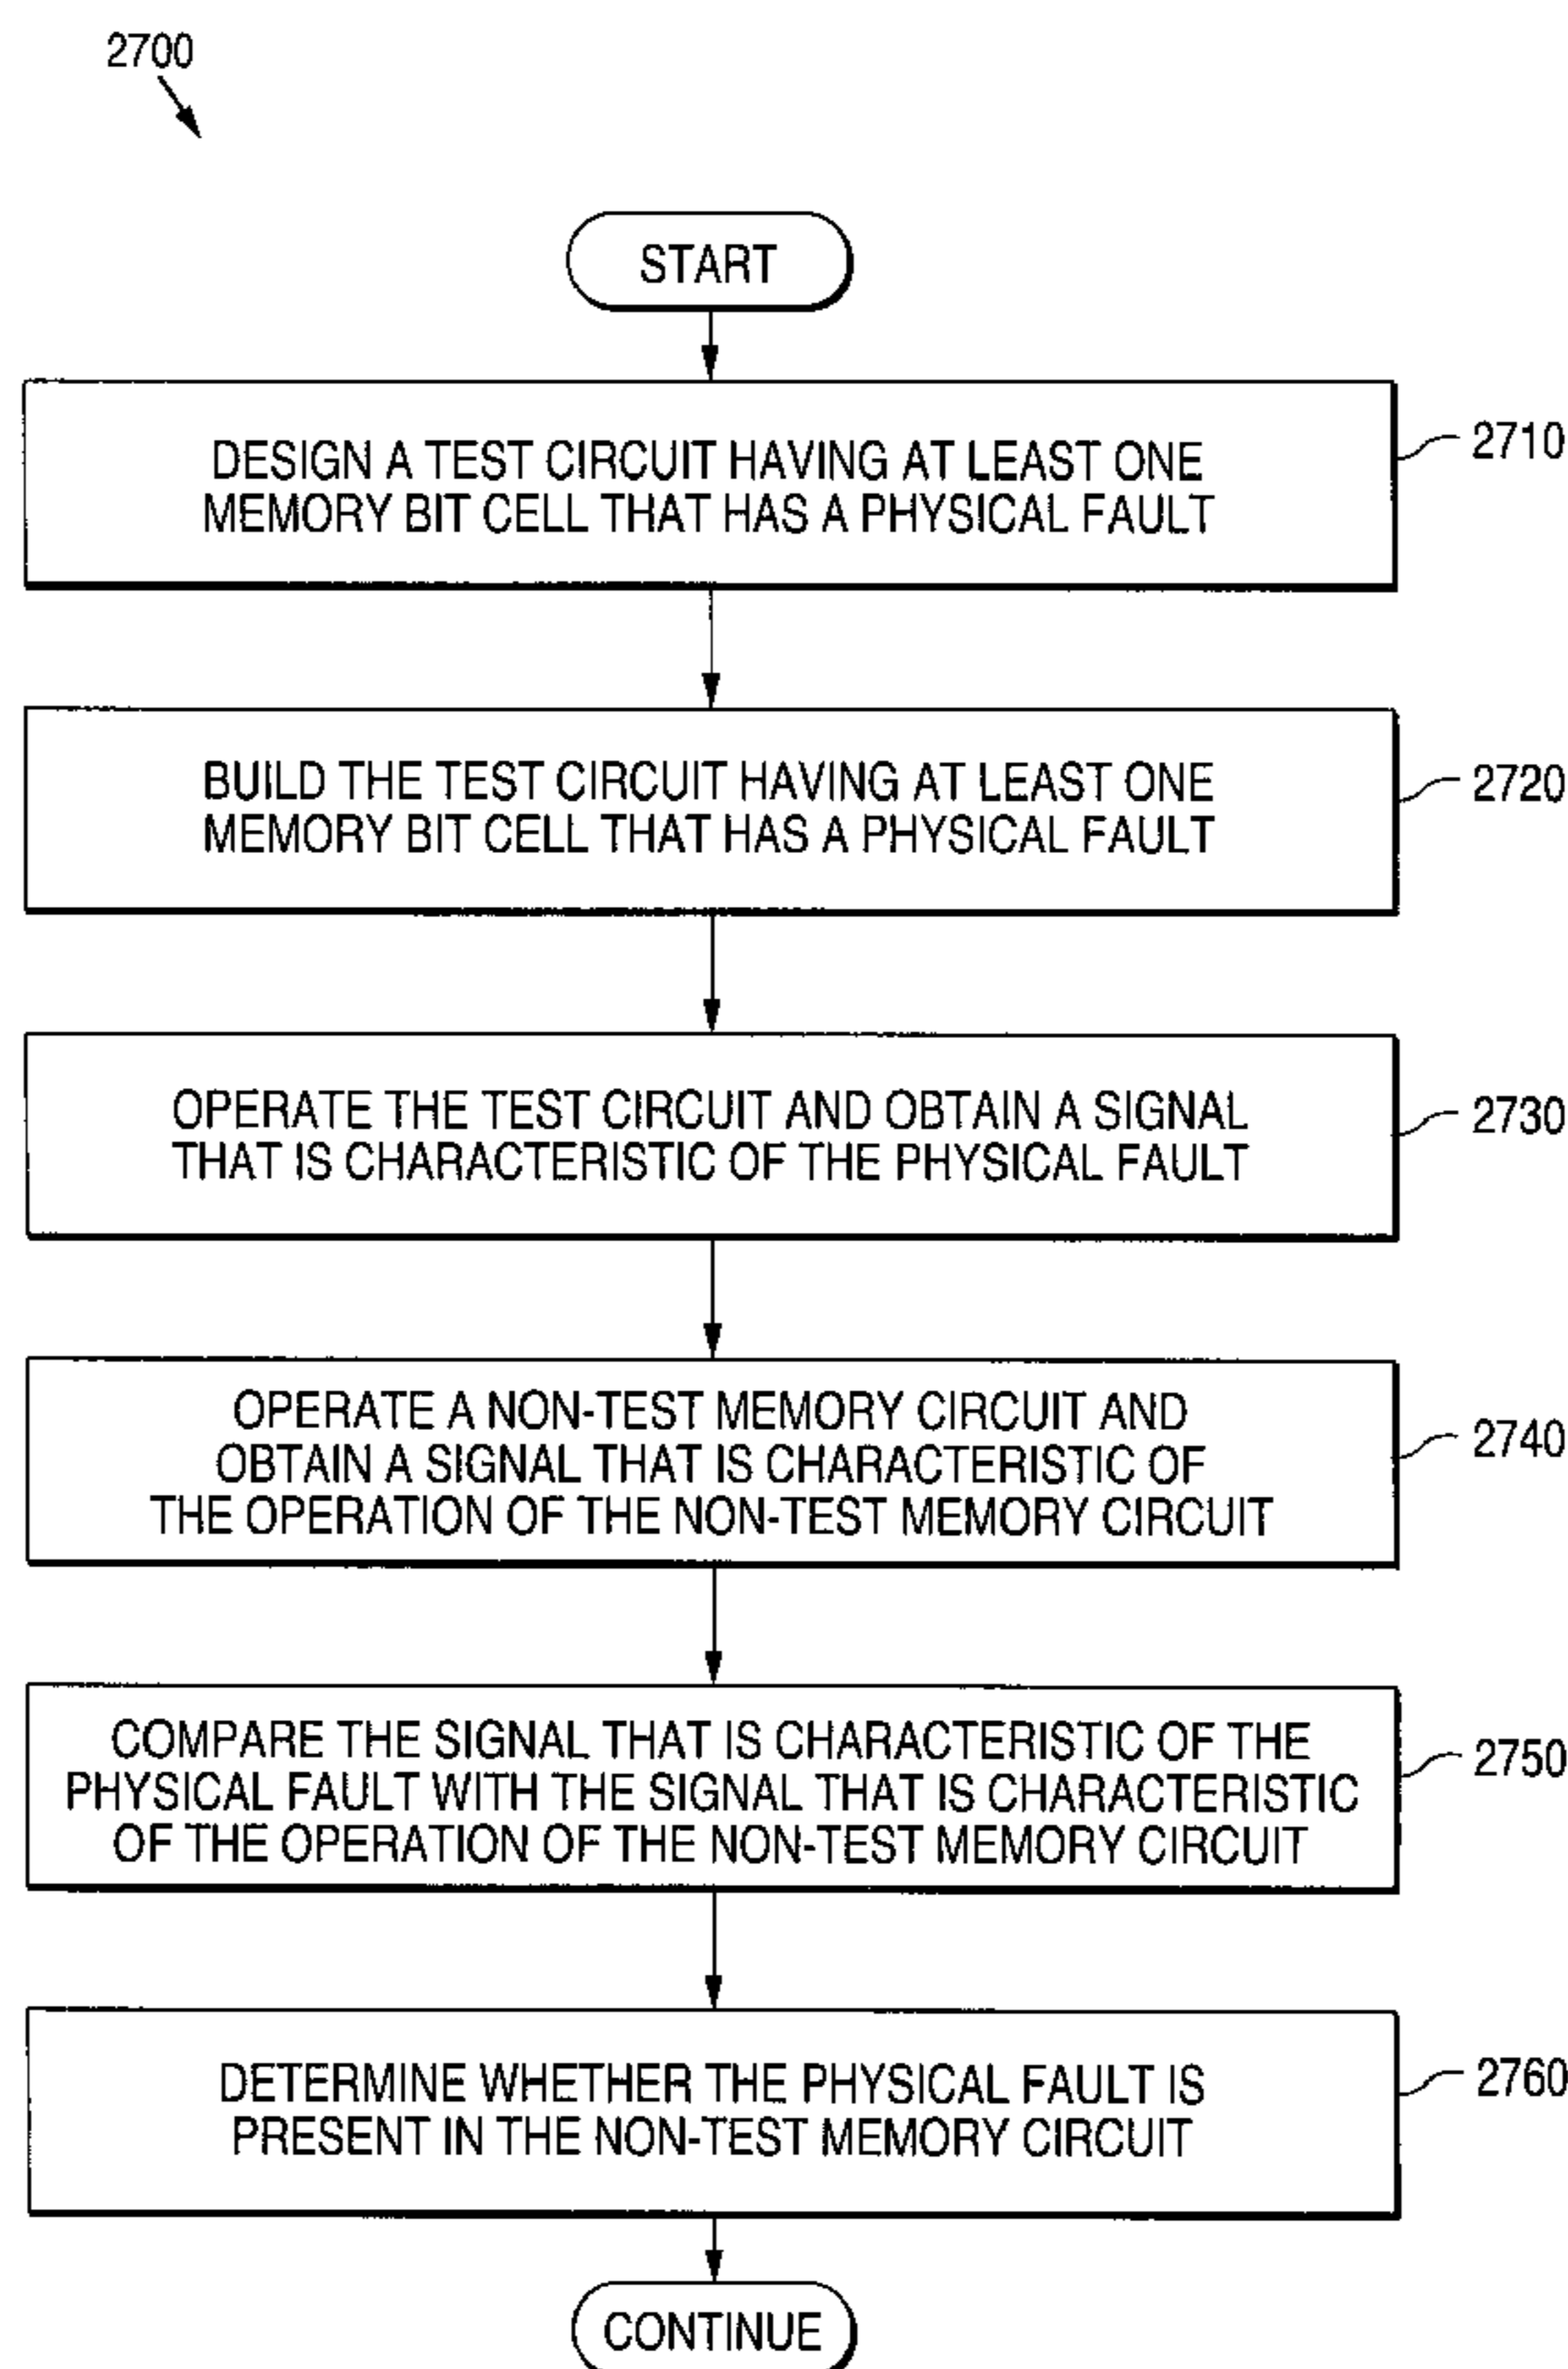 2700
START
DESIGN A TEST CIRCUIT HAVING AT LEAST ONE
MEMORY BIT CELL THAT HAS A PHYSICAL FAULT
2710
BUILD THE TEST CIRCUIT HAVING AT LEAST ONE
MEMORY BIT CELL THAT HAS A PHYSICAL FAULT
2720
OPERATE THE TEST CIRCUIT AND OBTAIN A SIGNAL
THAT IS CHARACTERISTIC OF THE PHYSICAL FAULT
2730
OPERATE A NON-TEST MEMORY CIRCUIT AND
OBTAIN A SIGNAL THAT IS CHARACTERISTIC OF
THE OPERATION OF THE NON-TEST MEMORY CIRCUIT
2740
COMPARE THE SIGNAL THAT IS CHARACTERISTIC OF THE
PHYSICAL FAULT WITH THE SIGNAL THAT IS CHARACTERISTIC
OF THE OPERATION OF THE NON-TEST MEMORY CIRCUIT
2750
DETERMINE WHETHER THE PHYSICAL FAULT IS
PRESENT IN THE NON-TEST MEMORY CIRCUIT
2760
CONTINUE